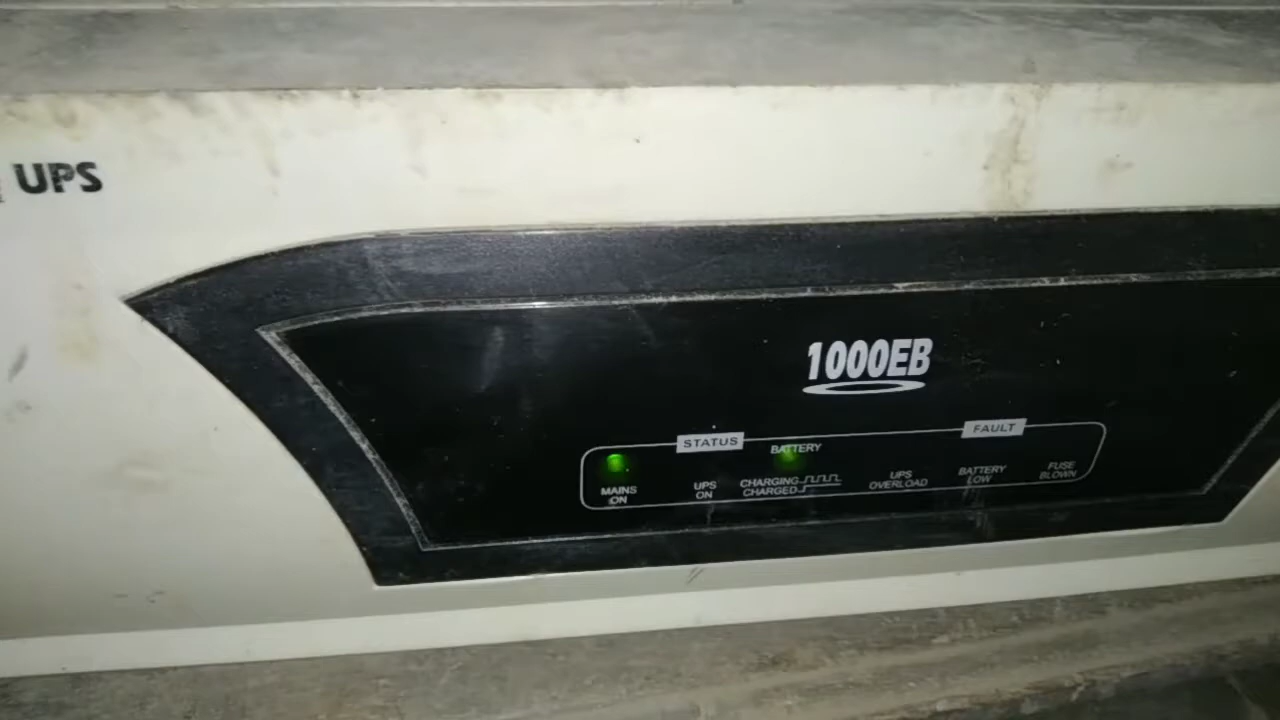 UPS
1000EB
STATUS
FAULT
BATTERY
MAINS
ON
UPS
ON
CHARGING
CHARGED
UPS
OVERLOAD
BATTERY
LOW
FUSE
BLOWN